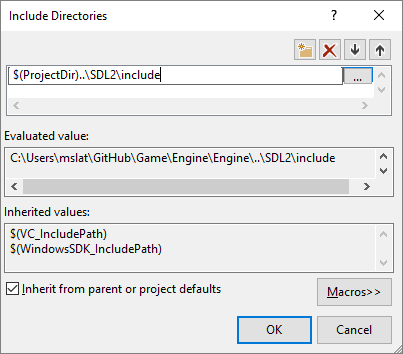 Include Directories
$(ProjectDir)..\SDL2\include
...
Evaluated value:
C:\Users\mslat\GitHub\Game\Engine\Engine\..\SDL2\include
Inherited values:
$(VC_IncludePath)
$(WindowsSDK_IncludePath)
Inherit from parent or project defaults
Macros>>
OK
Cancel